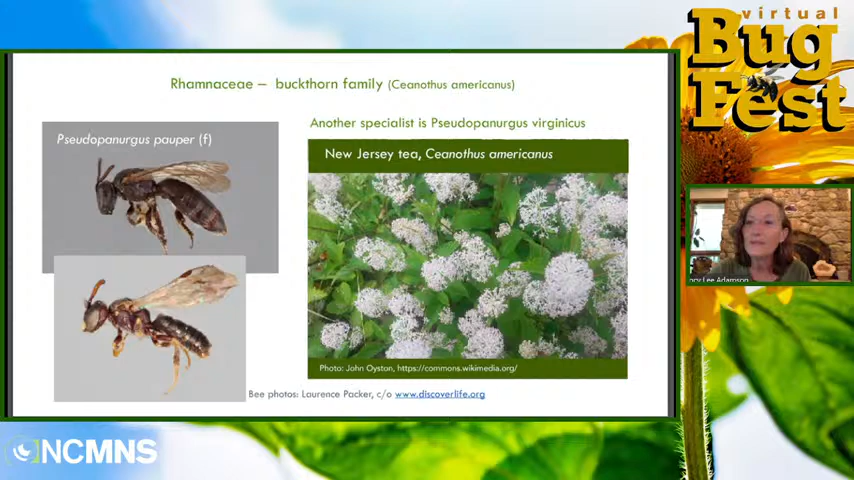 virtual
Bug
Fest
Rhamnaceae – buckthorn family (Ceanothus americanus)
Another specialist is Pseudopanurgus virginicus
Pseudopanurgus pauper (f)
New Jersey tea, Ceanothus americanus
Photo: John Oyston, https://commons.wikimedia.org/
Bee photos: Laurence Packer, c/o www.discoverlife.org
Lee Adamson
NCMNS